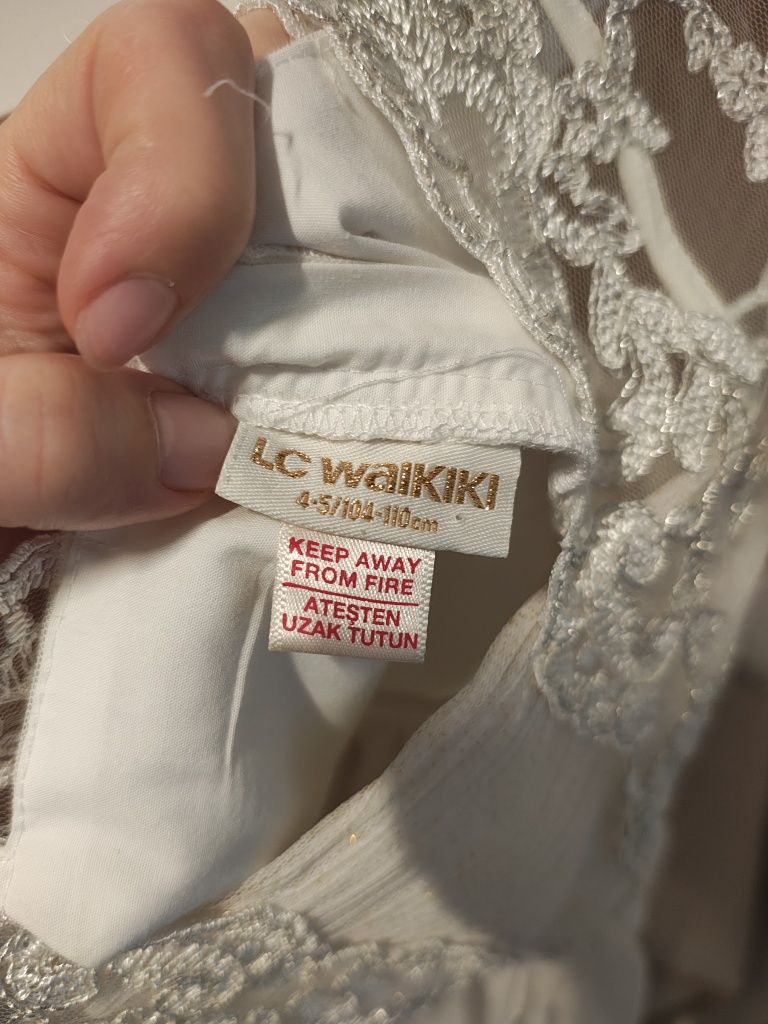 LC WAIKIKI
4-5/104-110cm
KEEP AWAY
FROM FIRE
ATEŞTEN
UZAK TUTUN